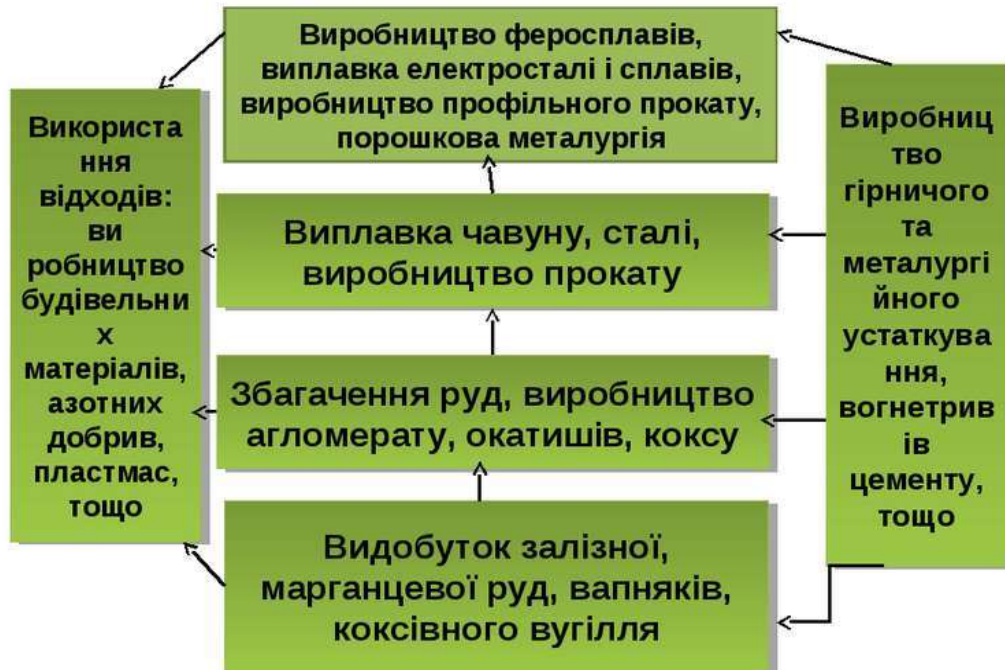 Виробництво феросплавів,
виплавка електросталі і сплавів,
виробництво профільного прокату,
порошкова металургія
Використа
ння
відходів:
ви
робництво
будівельни
х
матеріалів,
азотних
добрив,
пластмас,
тощо
Виплавка чавуну, сталі,
виробництво прокату
Збагачення руд, виробництво
агломерату, окатишів, коксу
Видобуток залізної,
марганцевої руд, вапняків,
коксівного вугілля
Виробниц
тво
гірничого
та
металургі
йного
устаткува
ння,
вогнетрив
ів
цементу,
тощо